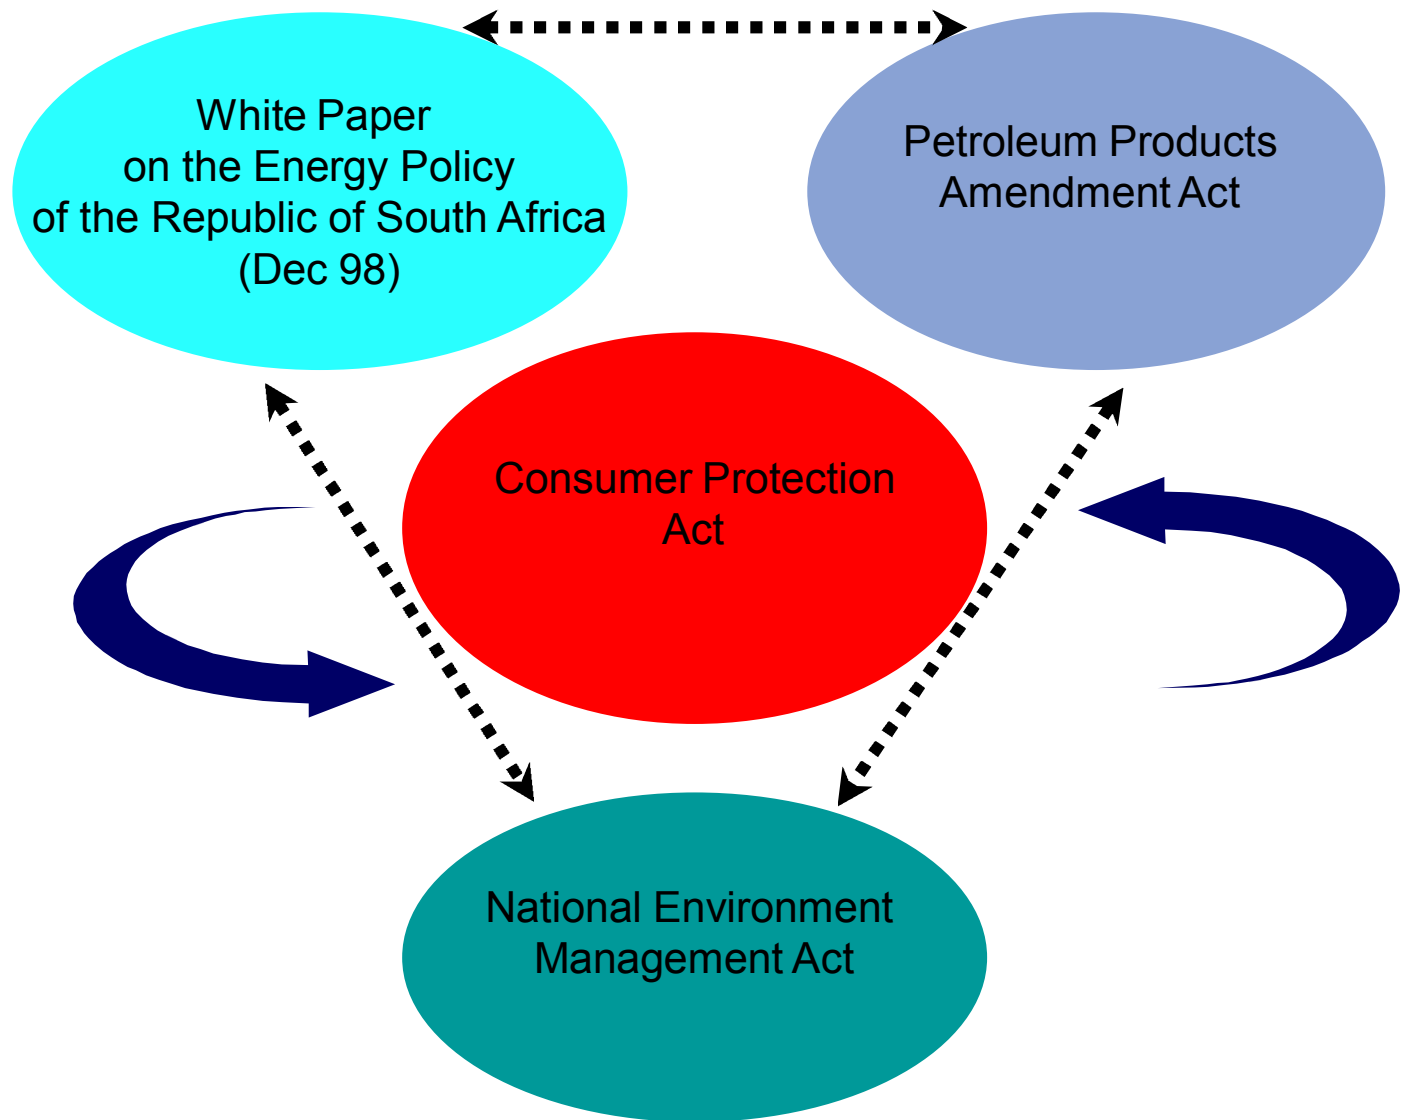 White Paper
on the Energy Policy
of the Republic of South Africa
(Dec 98)
Petroleum Products
Amendment Act
Consumer Protection
Act
National Environment
Management Act